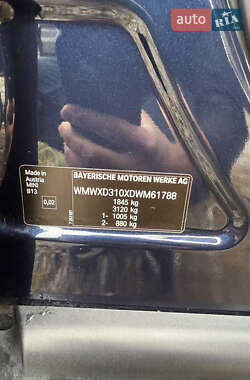 AUTO
RIA
Made in
Austria
MINI
813
BAYERISCHE MOTOREN WERKE AG
WMWXD310XDWM61788
1845 kg
3120 kg
1- 1005 kg
2- 880 kg
0,02